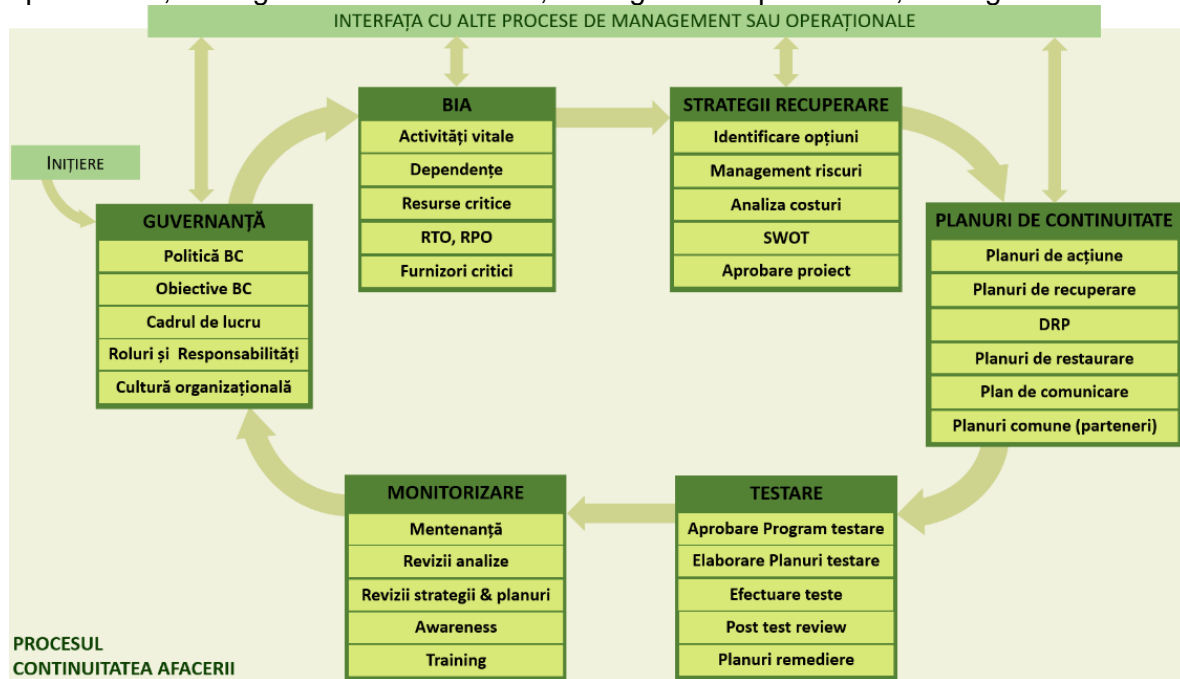 INTERFAȚA CU ALTE PROCESE DE MANAGEMENT SAU OPERAȚIONALE
INIȚIERE
GUVERNANȚĂ
Politică BC
Obiective BC
Cadrul de lucru
Roluri și Responsabilități
Cultură organizațională
BIA
Activități vitale
Dependențe
Resurse critice
RTO, RPO
Furnizori critici
STRATEGII RECUPERARE
Identificare opțiuni
Management riscuri
Analiza costuri
SWOT
Aprobare proiect
PLANURI DE CONTINUITATE
Planuri de acțiune
Planuri de recuperare
DRP
Planuri de restaurare
Plan de comunicare
Planuri comune (parteneri)
TESTARE
Aprobare Program testare
Elaborare Planuri testare
Efectuare teste
Post test review
Planuri remediere
MONITORIZARE
Mentenanță
Revizii analize
Revizii strategii & planuri
Awareness
Training
PROCESUL
CONTINUITATEA AFACERII